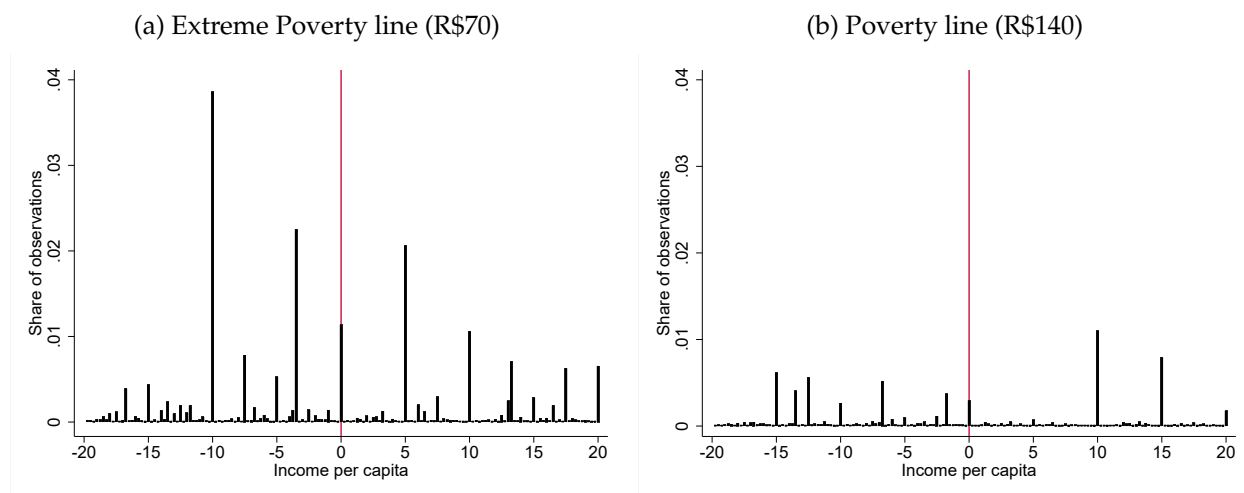 (a) Extreme Poverty line (R$70)
Share of observations
.04
.03
.02
.01
0
-20 -15 -10 -5 0 5 10 15 20
Income per capita
(b) Poverty line (R$140)
Share of observations
.04
.03
.02
.01
0
-20 -15 -10 -5 0 5 10 15 20
Income per capita